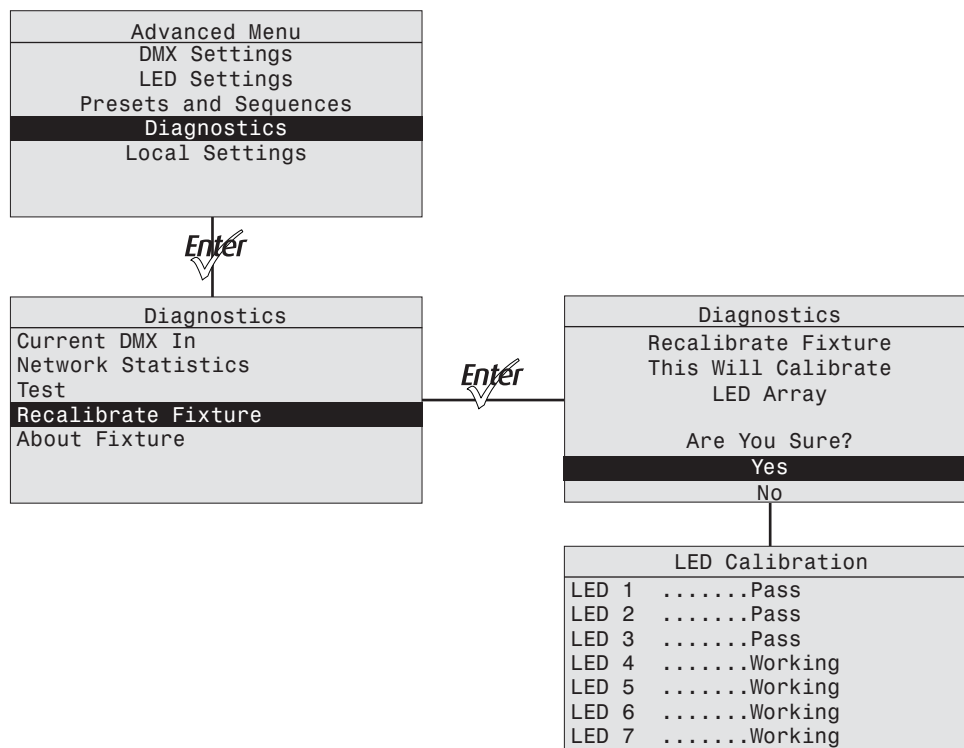 Advanced Menu
DMX Settings
LED Settings
Presets and Sequences
Diagnostics
Local Settings
Enter
Diagnostics
Current DMX In
Network Statistics
Test
Recalibrate Fixture
About Fixture
Enter
Diagnostics
Recalibrate Fixture
This Will Calibrate
LED Array
Are You Sure?
Yes
No
LED Calibration
LED 1 .......Pass
LED 2 .......Pass
LED 3 .......Pass
LED 4 .......Working
LED 5 .......Working
LED 6 .......Working
LED 7 .......Working